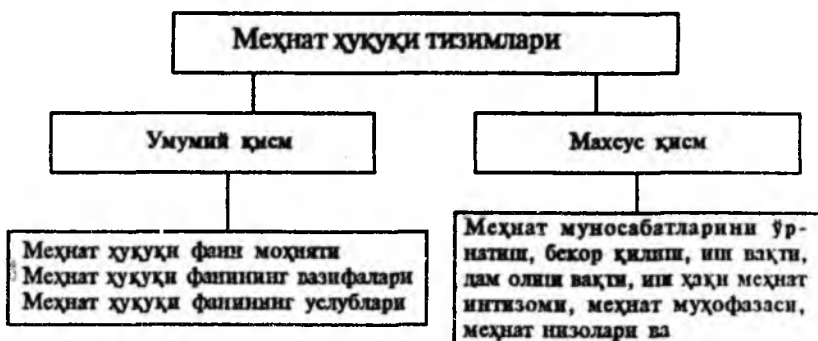 Меҳнат ҳуқуқи тизимлари
Умумий қисм
Махсус қисм
Меҳнат ҳуқуқи фанн моҳияти
Меҳнат ҳуқуқи фанининг вазифалари
Меҳнат ҳуқуқи фанининг услублари
Меҳнат муносабатларини ўр-
натиш, бекор қилиш, иш вақти,
дам олиш вақти, иш ҳақи меҳнат
интизоми, меҳнат муҳофазаси,
меҳнат низолари ва